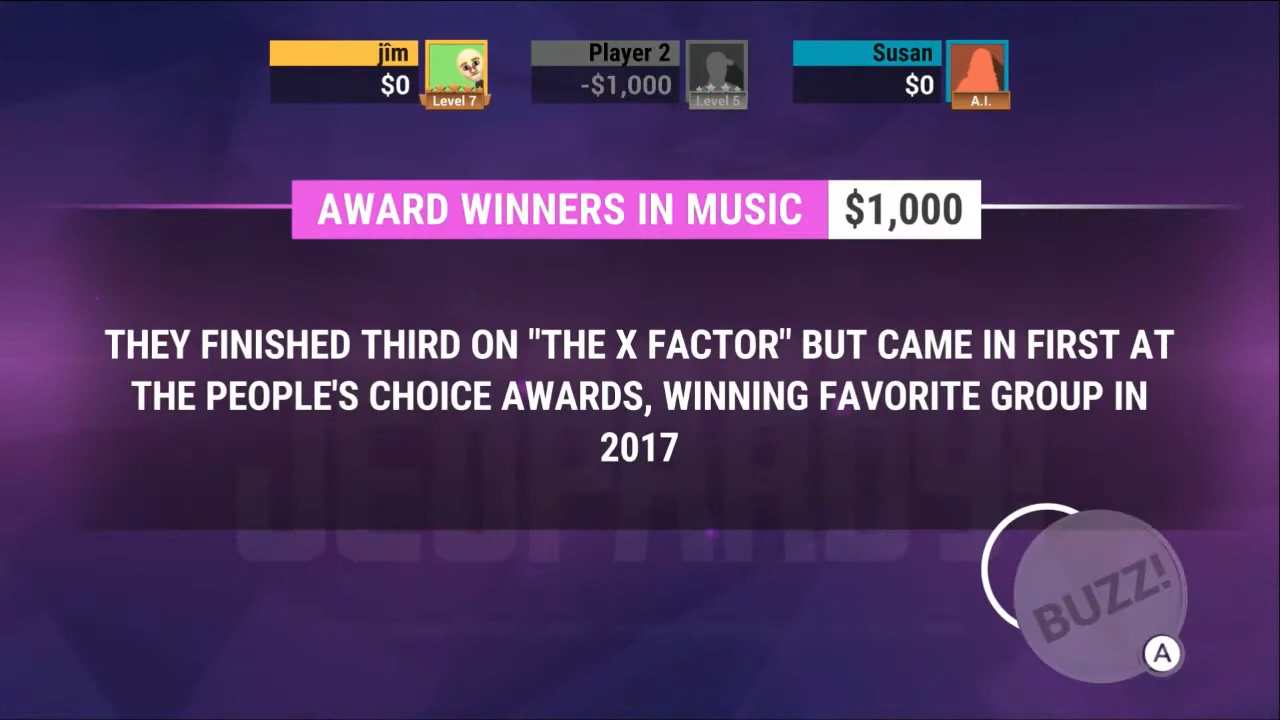 jîm
$0
Level 7
Player 2
-$1,000
Level 5
Susan
$0
A.I.
AWARD WINNERS IN MUSIC $1,000
THEY FINISHED THIRD ON "THE X FACTOR" BUT CAME IN FIRST AT
THE PEOPLE'S CHOICE AWARDS, WINNING FAVORITE GROUP IN
2017
JEOPARDY!
BUZZ!
A